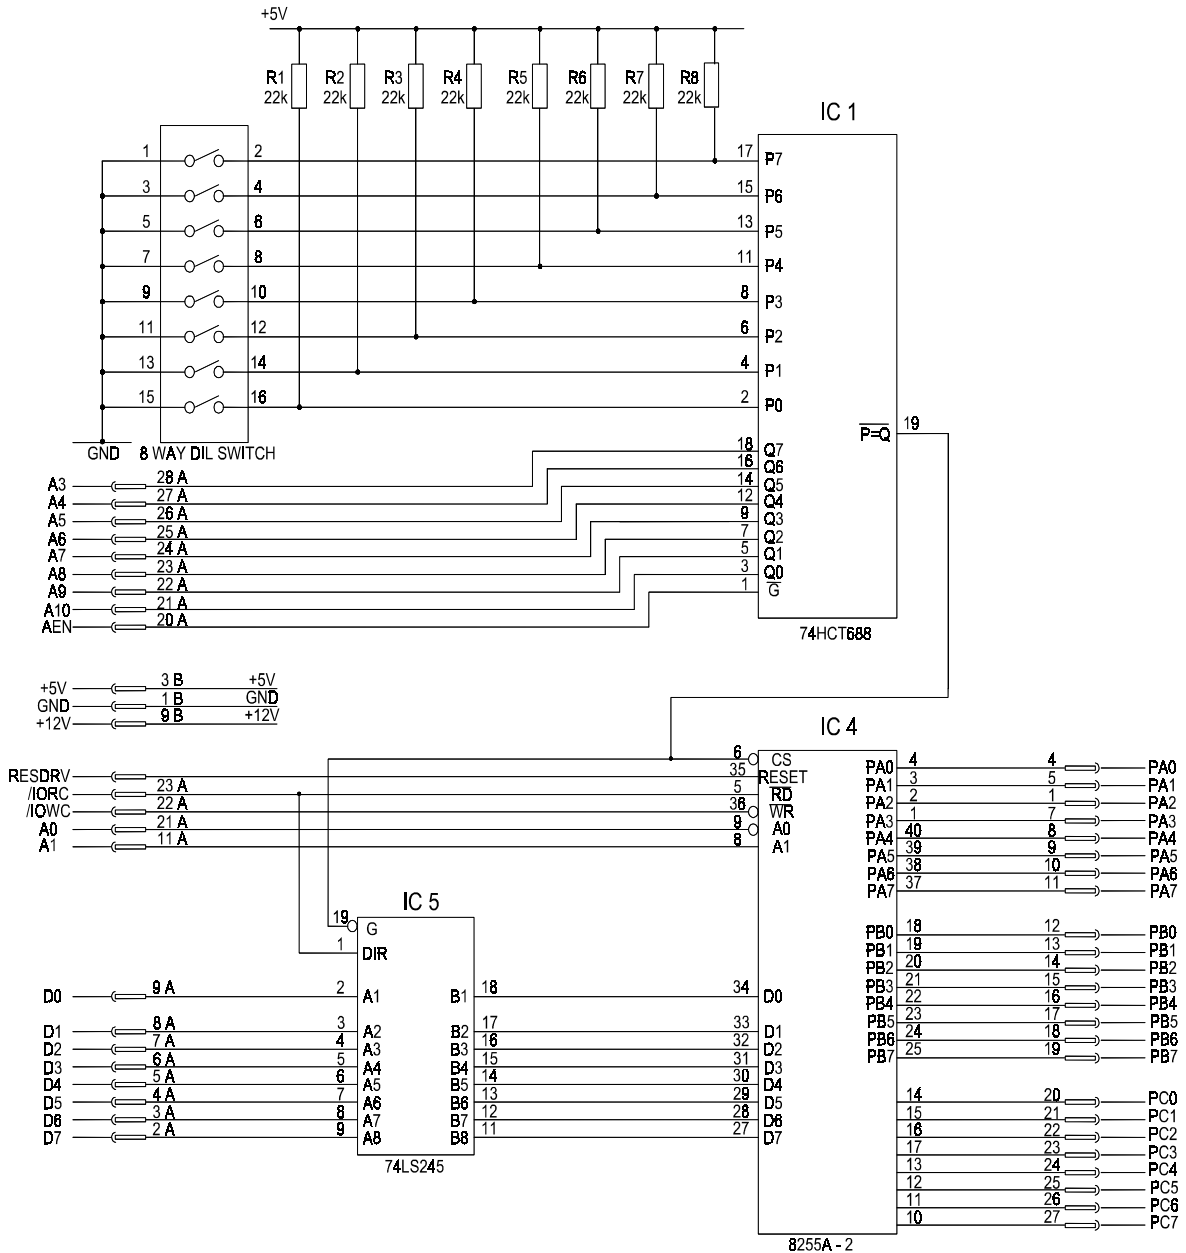 +5V
R1 R2 R3 R4 R5 R6 R7 R8
22k 22k 22k 22k 22k 22k 22k 22k
IC 1
1 2 17 P7
3 4 15 P6
5 6 13 P5
7 8 11 P4
9 10 8 P3
11 12 6 P2
13 14 4 P1
15 16 2 P0
P=Q 19
GND 8 WAY DIL SWITCH
18 Q7
16 Q6
14 Q5
12 Q4
9 Q3
7 Q2
5 Q1
3 Q0
1 G
A3 28 A
A4 27 A
A5 26 A
A6 25 A
A7 24 A
A8 23 A
A9 22 A
A10 21 A
AEN 20 A
74HCT688
+5V 3 B +5V
GND 1 B GND
+12V 9 B +12V
IC 4
6 CS
RESDRV 35 RESET
/IORC 23 A 5 RD
/IOWC 22 A 36 WR
A0 21 A 9 A0
A1 11 A 8 A1
PA0 4 4 PA0
PA1 3 5 PA1
PA2 2 1 PA2
PA3 1 7 PA3
PA4 40 8 PA4
PA5 39 9 PA5
PA6 38 10 PA6
PA7 37 11 PA7
IC 5
19 G
1 DIR
PB0 18 12 PB0
PB1 19 13 PB1
PB2 20 14 PB2
PB3 21 15 PB3
PB4 22 16 PB4
PB5 23 17 PB5
PB6 24 18 PB6
PB7 25 19 PB7
D0 9 A 2 A1 B1 18 34 D0
D1 8 A 3 A2 B2 17 33 D1
D2 7 A 4 A3 B3 16 32 D2
D3 6 A 5 A4 B4 15 31 D3
D4 5 A 6 A5 B5 14 30 D4
D5 4 A 7 A6 B6 13 29 D5
D6 3 A 8 A7 B7 12 28 D6
D7 2 A 9 A8 B8 11 27 D7
74LS245
14 20 PC0
15 21 PC1
16 22 PC2
17 23 PC3
13 24 PC4
12 25 PC5
11 26 PC6
10 27 PC7
8255A - 2